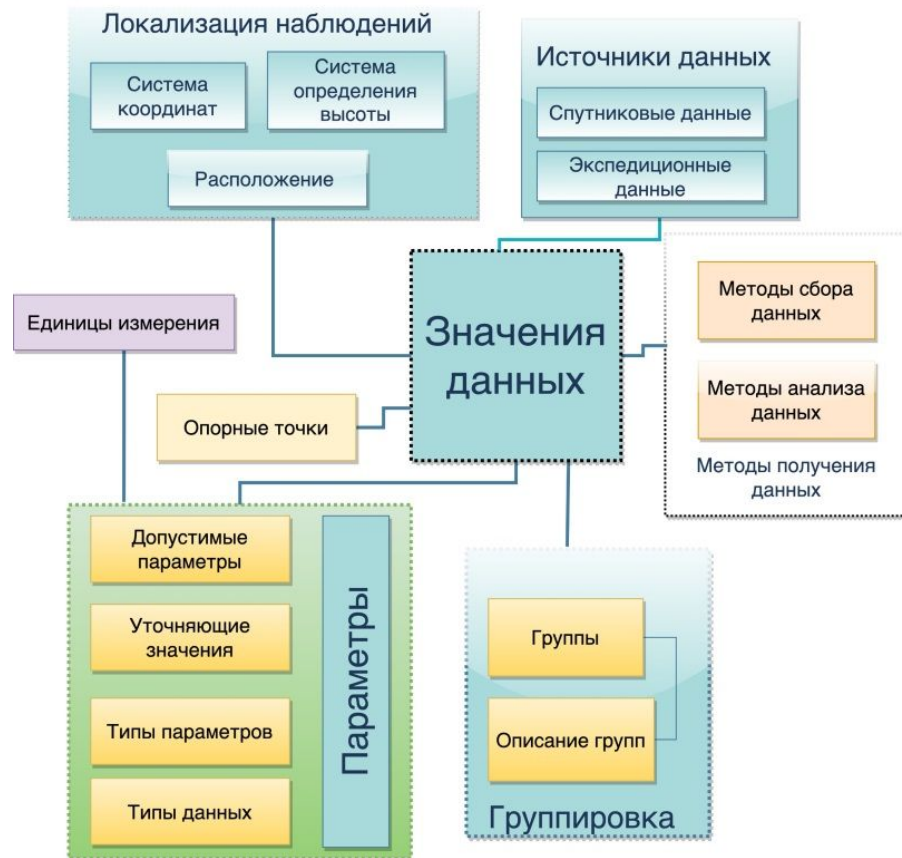 Локализация наблюдений
Система
координат
Система
определения
высоты
Расположение
Источники данных
Спутниковые данные
Экспедиционные
данные
Значения
данных
Методы сбора
данных
Методы анализа
данных
Методы получения
данных
Единицы измерения
Опорные точки
Допустимые
параметры
Уточняющие
значения
Типы параметров
Типы данных
Параметры
Группы
Описание групп
Группировка